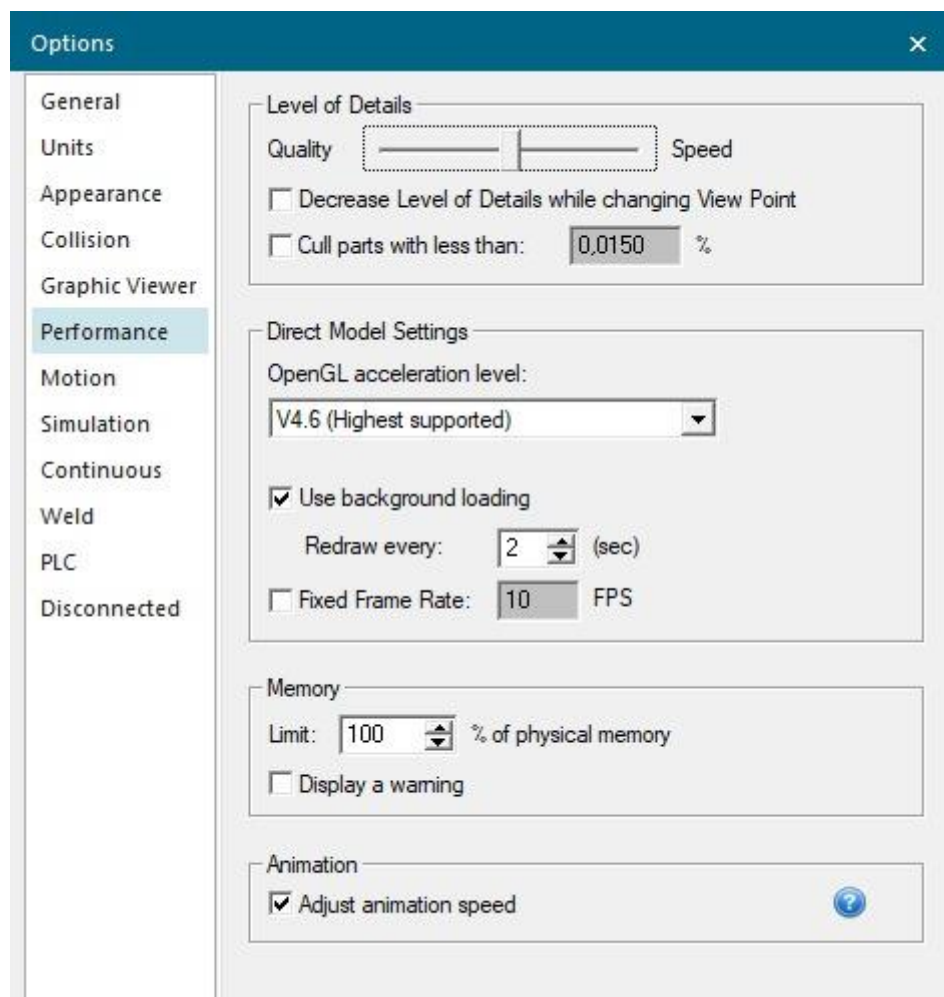 Options
General
Units
Appearance
Collision
Graphic Viewer
Performance
Motion
Simulation
Continuous
Weld
PLC
Disconnected
Level of Details
Quality Speed
Decrease Level of Details while changing View Point
Cull parts with less than: 0,0150 %
Direct Model Settings
OpenGL acceleration level:
V4.6 (Highest supported)
Use background loading
Redraw every: 2 (sec)
Fixed Frame Rate: 10 FPS
Memory
Limit: 100 % of physical memory
Display a warning
Animation
Adjust animation speed
?